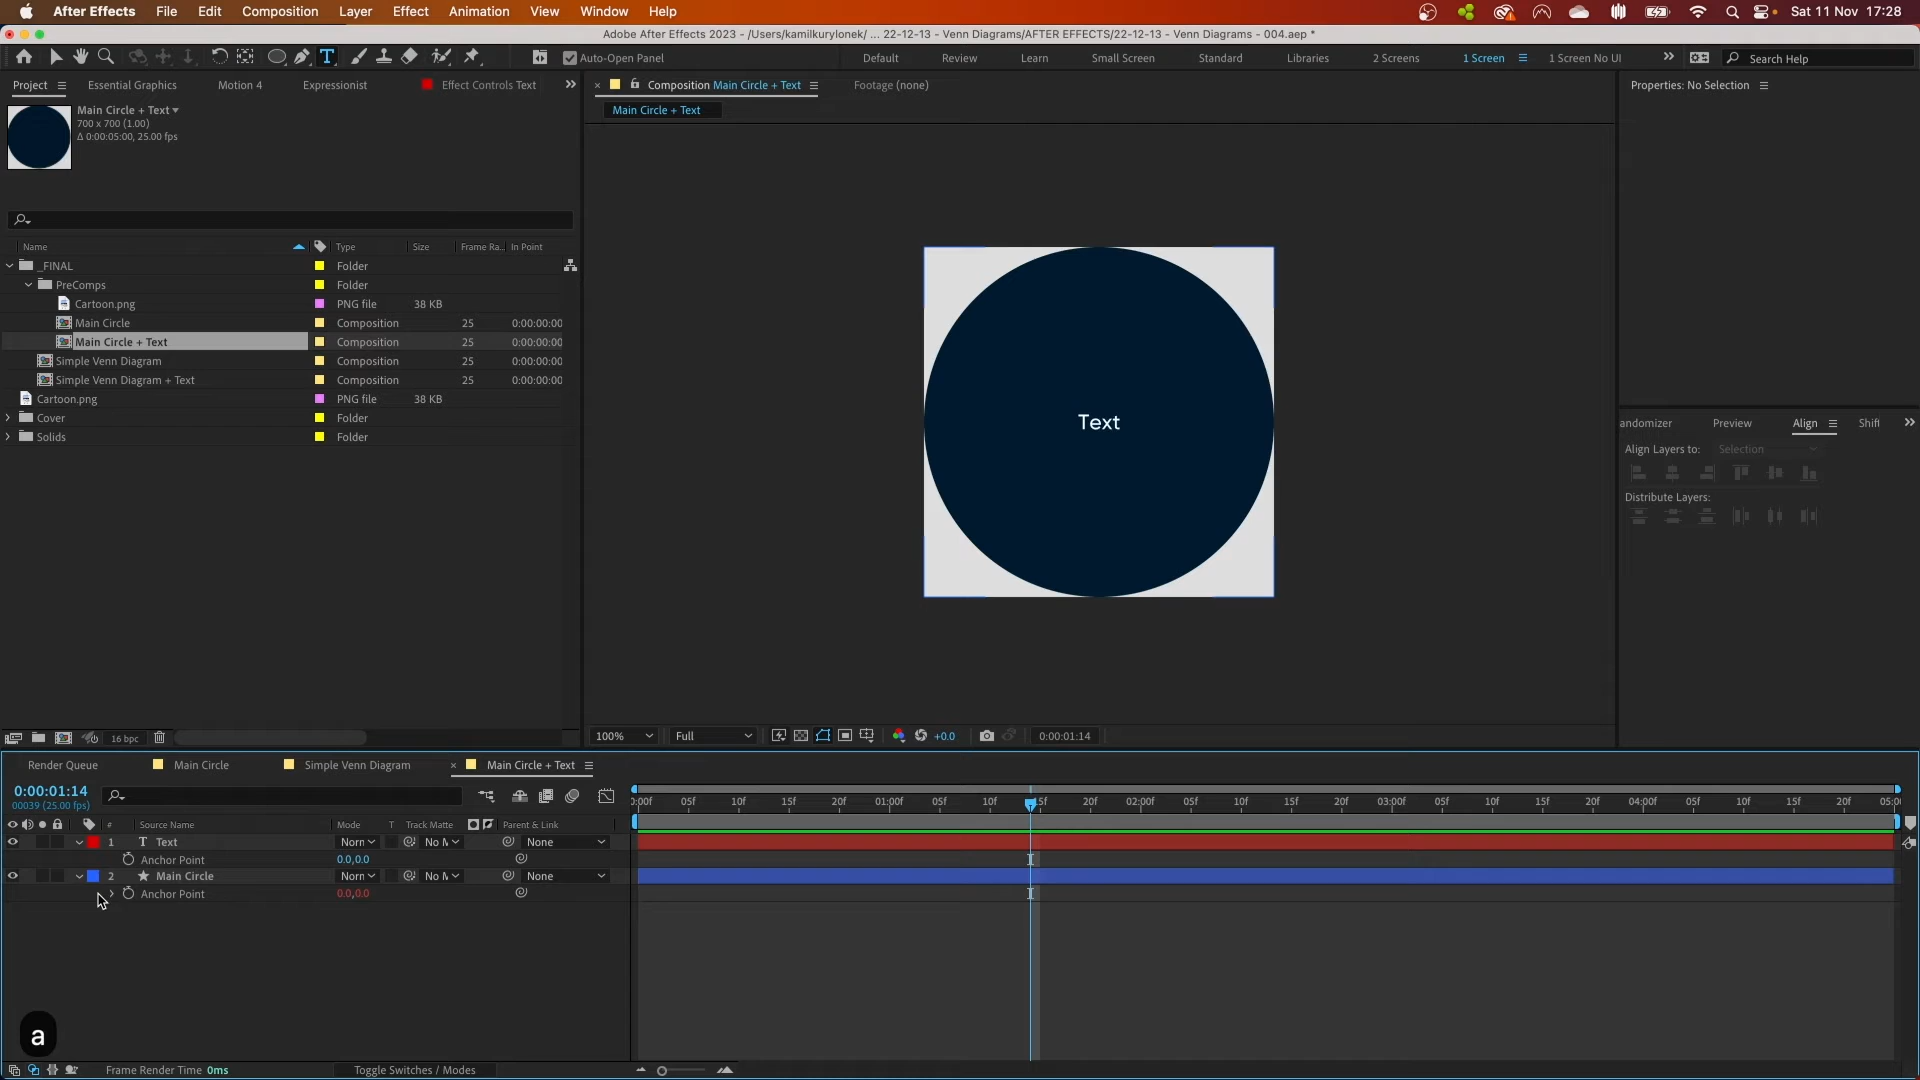 After Effects File Edit Composition Layer Effect Animation View Window Help Sat 11 Nov 17:28
Adobe After Effects 2023 - /Users/kamilkurylonek/ ... 22-12-13 - Venn Diagrams/AFTER EFFECTS/22-12-13 - Venn Diagrams - 004.aep *
T Auto-Open Panel Default Review Learn Small Screen Standard Libraries 2 Screens 1 Screen 1 Screen No UI Search Help
Project Essential Graphics Motion 4 Expressionist Effect Controls Text
Composition Main Circle + Text Footage (none)
Properties: No Selection
Main Circle + Text
700 x 700 (1.00)
Δ 0:00:05:00, 25.00 fps
Main Circle + Text
Name Type Size Frame Ra... In Point
_FINAL Folder
PreComps Folder
Cartoon.png PNG file 38 KB
Main Circle Composition 25 0:00:00:00
Main Circle + Text Composition 25 0:00:00:00
Simple Venn Diagram Composition 25 0:00:00:00
Simple Venn Diagram + Text Composition 25 0:00:00:00
Cartoon.png PNG file 38 KB
Cover Folder
Solids Folder
Text
andomizer Preview Align Shift
Align Layers to: Selection
Distribute Layers:
16 bpc
100% Full +0.0 0:00:01:14
Render Queue Main Circle Simple Venn Diagram Main Circle + Text
0:00:01:14
00039 (25.00 fps)
0:00f 05f 10f 15f 20f 01:00f 05f 10f 15f 20f 02:00f 05f 10f 15f 20f 03:00f 05f 10f 15f 20f 04:00f 05f 10f 15f 20f 05:0
# Source Name Mode T Track Matte Parent & Link
1 T Text Norn No M None
Anchor Point 0.0,0.0
2 Main Circle Norn No M None
Anchor Point 0.0,0.0
a
Frame Render Time 0ms Toggle Switches / Modes